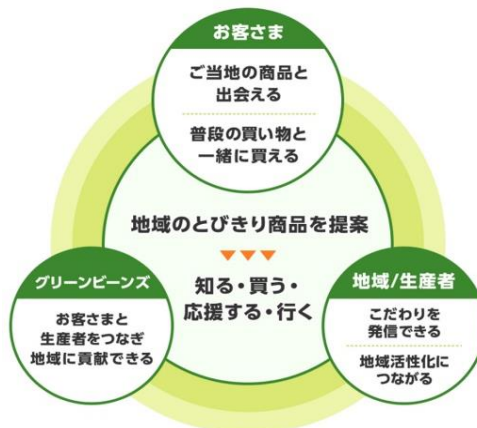 お客さま
ご当地の商品と
出会える
普段の買い物と
一緒に買える
地域のとびきり商品を提案
知る・買う・
応援する・行く
グリーンビーンズ
お客さまと
生産者をつなぎ
地域に貢献できる
地域/生産者
こだわりを
発信できる
地域活性化に
つながる